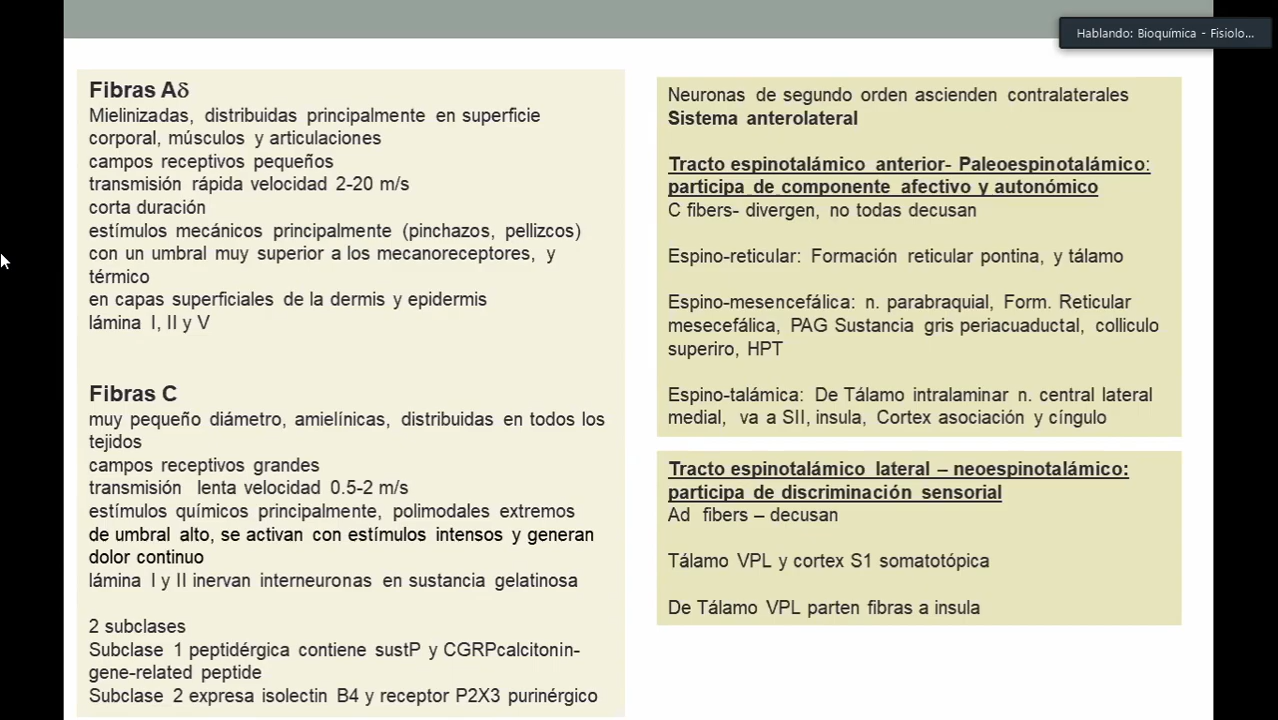 Hablando: Bioquímica - Fisiolo...
Fibras Aδ
Mielinizadas, distribuidas principalmente en superficie
corporal, músculos y articulaciones
campos receptivos pequeños
transmisión rápida velocidad 2-20 m/s
corta duración
estímulos mecánicos principalmente (pinchazos, pellizcos)
con un umbral muy superior a los mecanoreceptores, y
térmico
en capas superficiales de la dermis y epidermis
lámina I, II y V
Fibras C
muy pequeño diámetro, amielínicas, distribuidas en todos los
tejidos
campos receptivos grandes
transmisión lenta velocidad 0.5-2 m/s
estímulos químicos principalmente, polimodales extremos
de umbral alto, se activan con estímulos intensos y generan
dolor continuo
lámina I y II inervan interneuronas en sustancia gelatinosa
2 subclases
Subclase 1 peptidérgica contiene sustP y CGRPcalcitonin-
gene-related peptide
Subclase 2 expresa isolectin B4 y receptor P2X3 purinérgico
Neuronas de segundo orden ascienden contralaterales
Sistema anterolateral
Tracto espinotalámico anterior- Paleoespinotalámico:
participa de componente afectivo y autonómico
C fibers- divergen, no todas decusan
Espino-reticular: Formación reticular pontina, y tálamo
Espino-mesencefálica: n. parabraquial, Form. Reticular
mesecefálica, PAG Sustancia gris periacuaductal, colliculo
superiro, HPT
Espino-talámica: De Tálamo intralaminar n. central lateral
medial, va a SII, insula, Cortex asociación y cíngulo
Tracto espinotalámico lateral – neoespinotalámico:
participa de discriminación sensorial
Ad fibers – decusan
Tálamo VPL y cortex S1 somatotópica
De Tálamo VPL parten fibras a insula